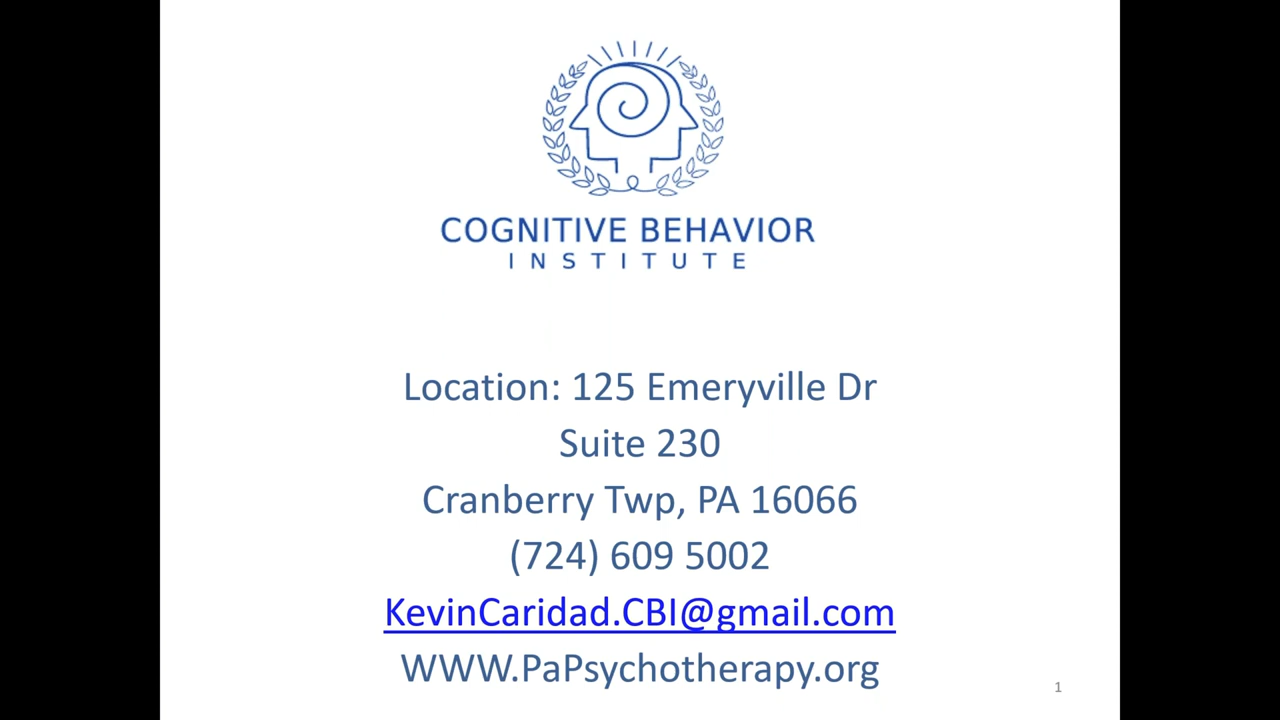 COGNITIVE BEHAVIOR
INSTITUTE
Location: 125 Emeryville Dr
Suite 230
Cranberry Twp, PA 16066
(724) 609 5002
KevinCaridad.CBI@gmail.com
WWW.PaPsychotherapy.org
1